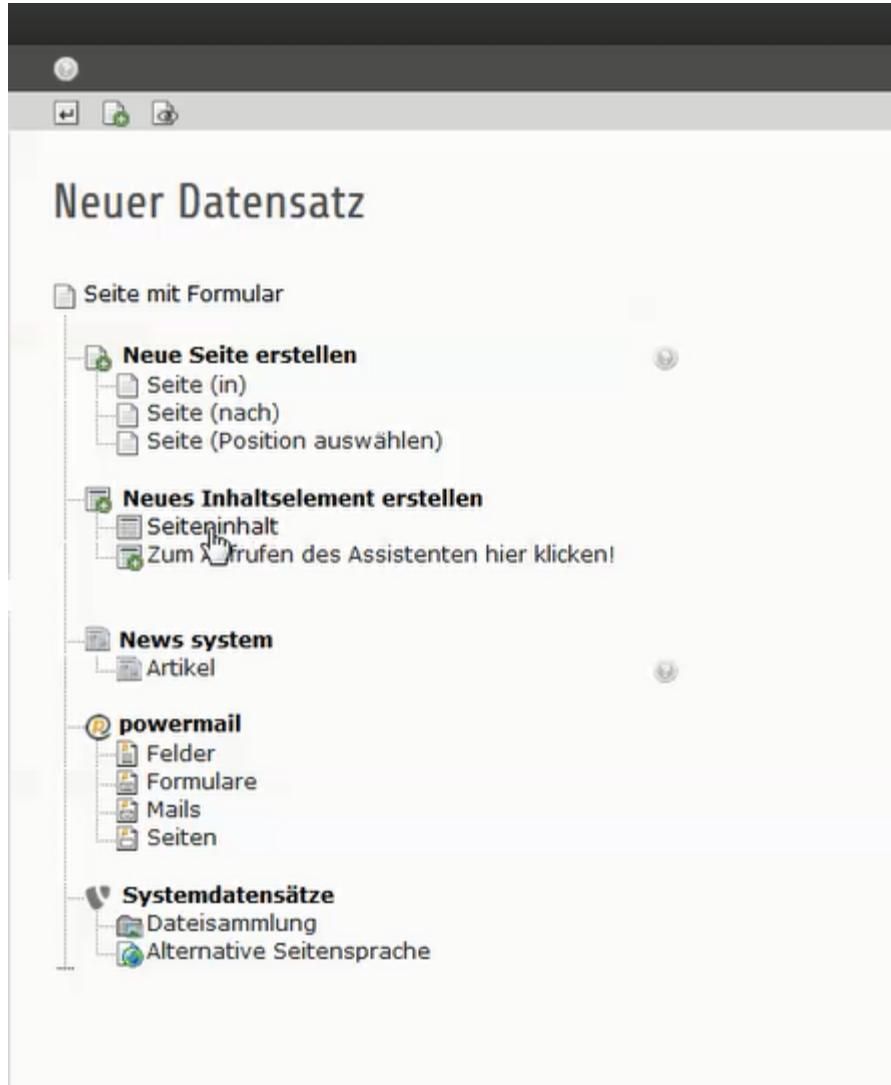 Neuer Datensatz
Seite mit Formular
Neue Seite erstellen
Seite (in)
Seite (nach)
Seite (Position auswählen)
Neues Inhaltselement erstellen
Seiteninhalt
Zum Aufrufen des Assistenten hier klicken!
News system
Artikel
powermail
Felder
Formulare
Mails
Seiten
Systemdatensätze
Dateisammlung
Alternative Seitensprache